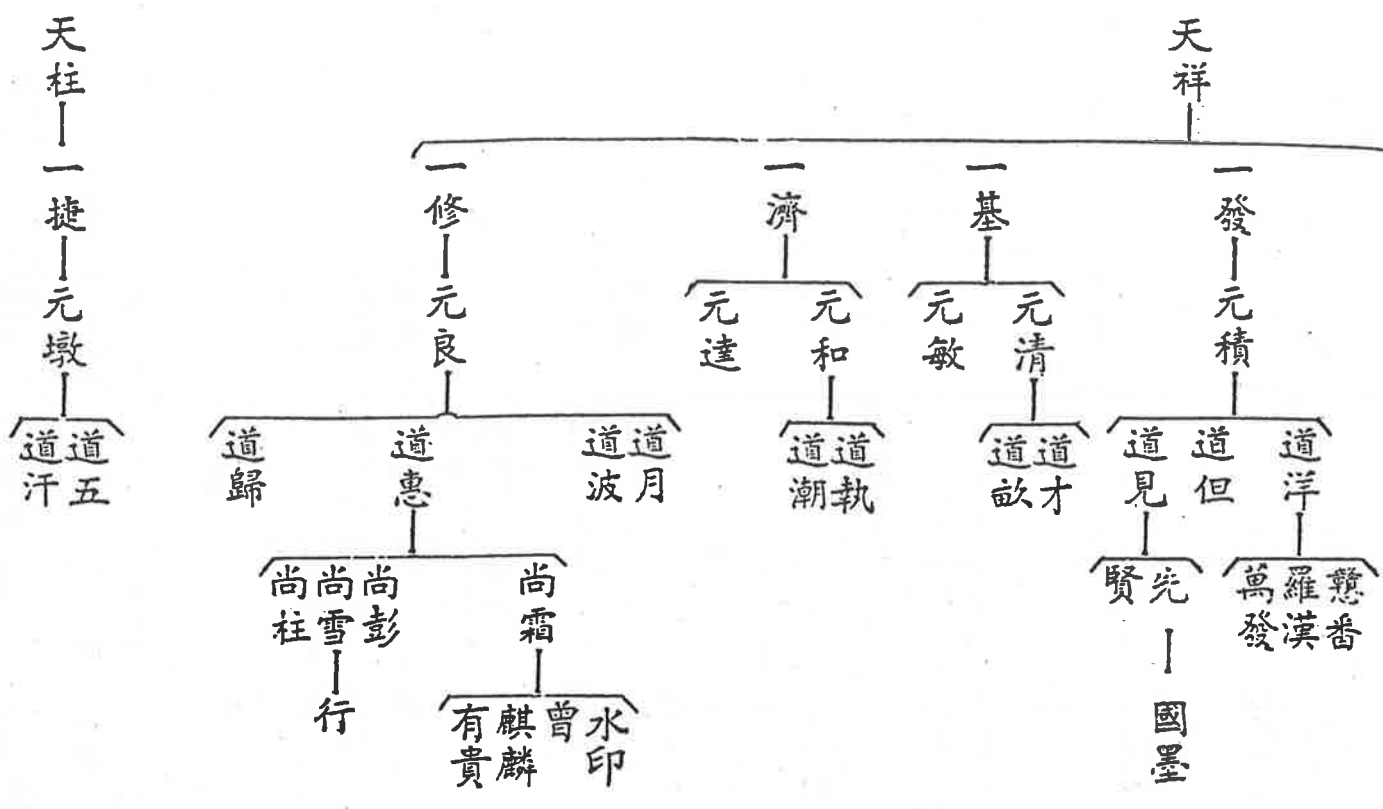 天祥
天柱
一發
一基
一濟
一修
一捷
元積
元清
元敏
元和
元達
元良
元墩
道洋
道但
道見
道才
道畝
道執
道潮
道月
道波
道惠
道歸
道五
道汗
戇番
羅漢
萬發
賢
尚霜
尚彭
尚雪
尚柱
國墨
水印
曾
麒麟
有貴
行